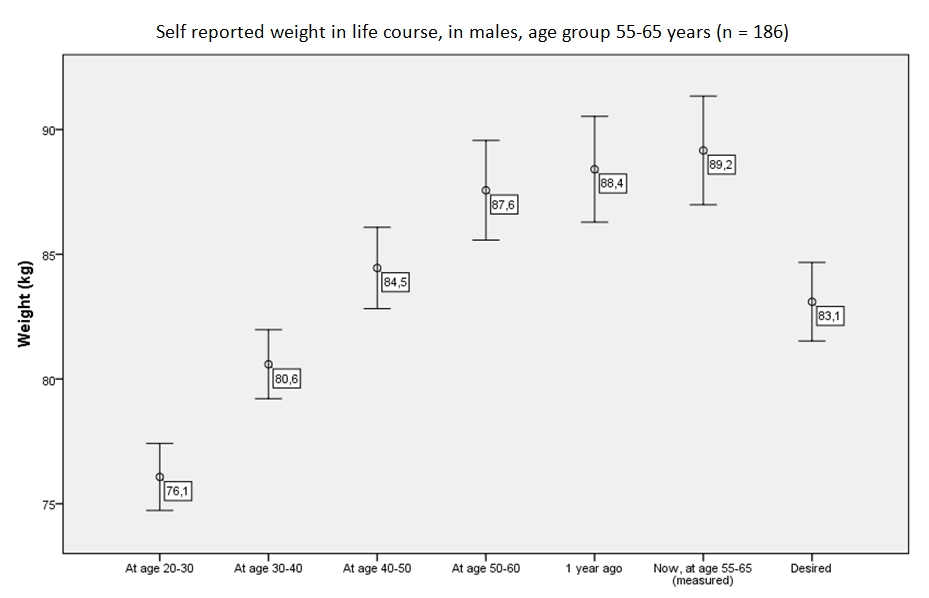 Self reported weight in life course, in males, age group 55-65 years (n = 186)
Weight (kg)
90
85
80
75
76,1
80,6
84,5
87,6
88,4
89,2
83,1
At age 20-30
At age 30-40
At age 40-50
At age 50-60
1 year ago
Now, at age 55-65
(measured)
Desired